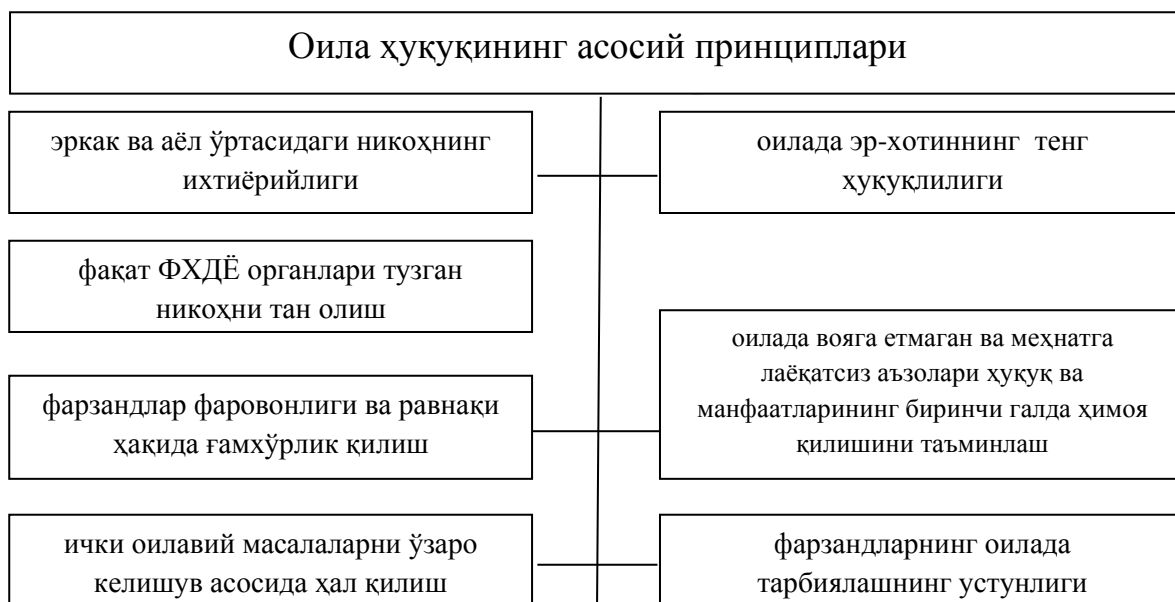 Оила ҳуқуқининг асосий принциплари
эркак ва аёл ўртасидаги никоҳнинг
ихтиёрийлиги
оилада эр-хотиннинг тенг
ҳуқуқлилиги
фақат ФХДЁ органлари тузган
никоҳни тан олиш
оилада вояга етмаган ва меҳнатга
лаёқатсиз аъзолари ҳуқуқ ва
манфаатларининг биринчи галда ҳимоя
қилишини таъминлаш
фарзандлар фаровонлиги ва равнақи
ҳақида ғамхўрлик қилиш
ички оилавий масалаларни ўзаро
келишув асосида ҳал қилиш
фарзандларнинг оилада
тарбиялашнинг устунлиги